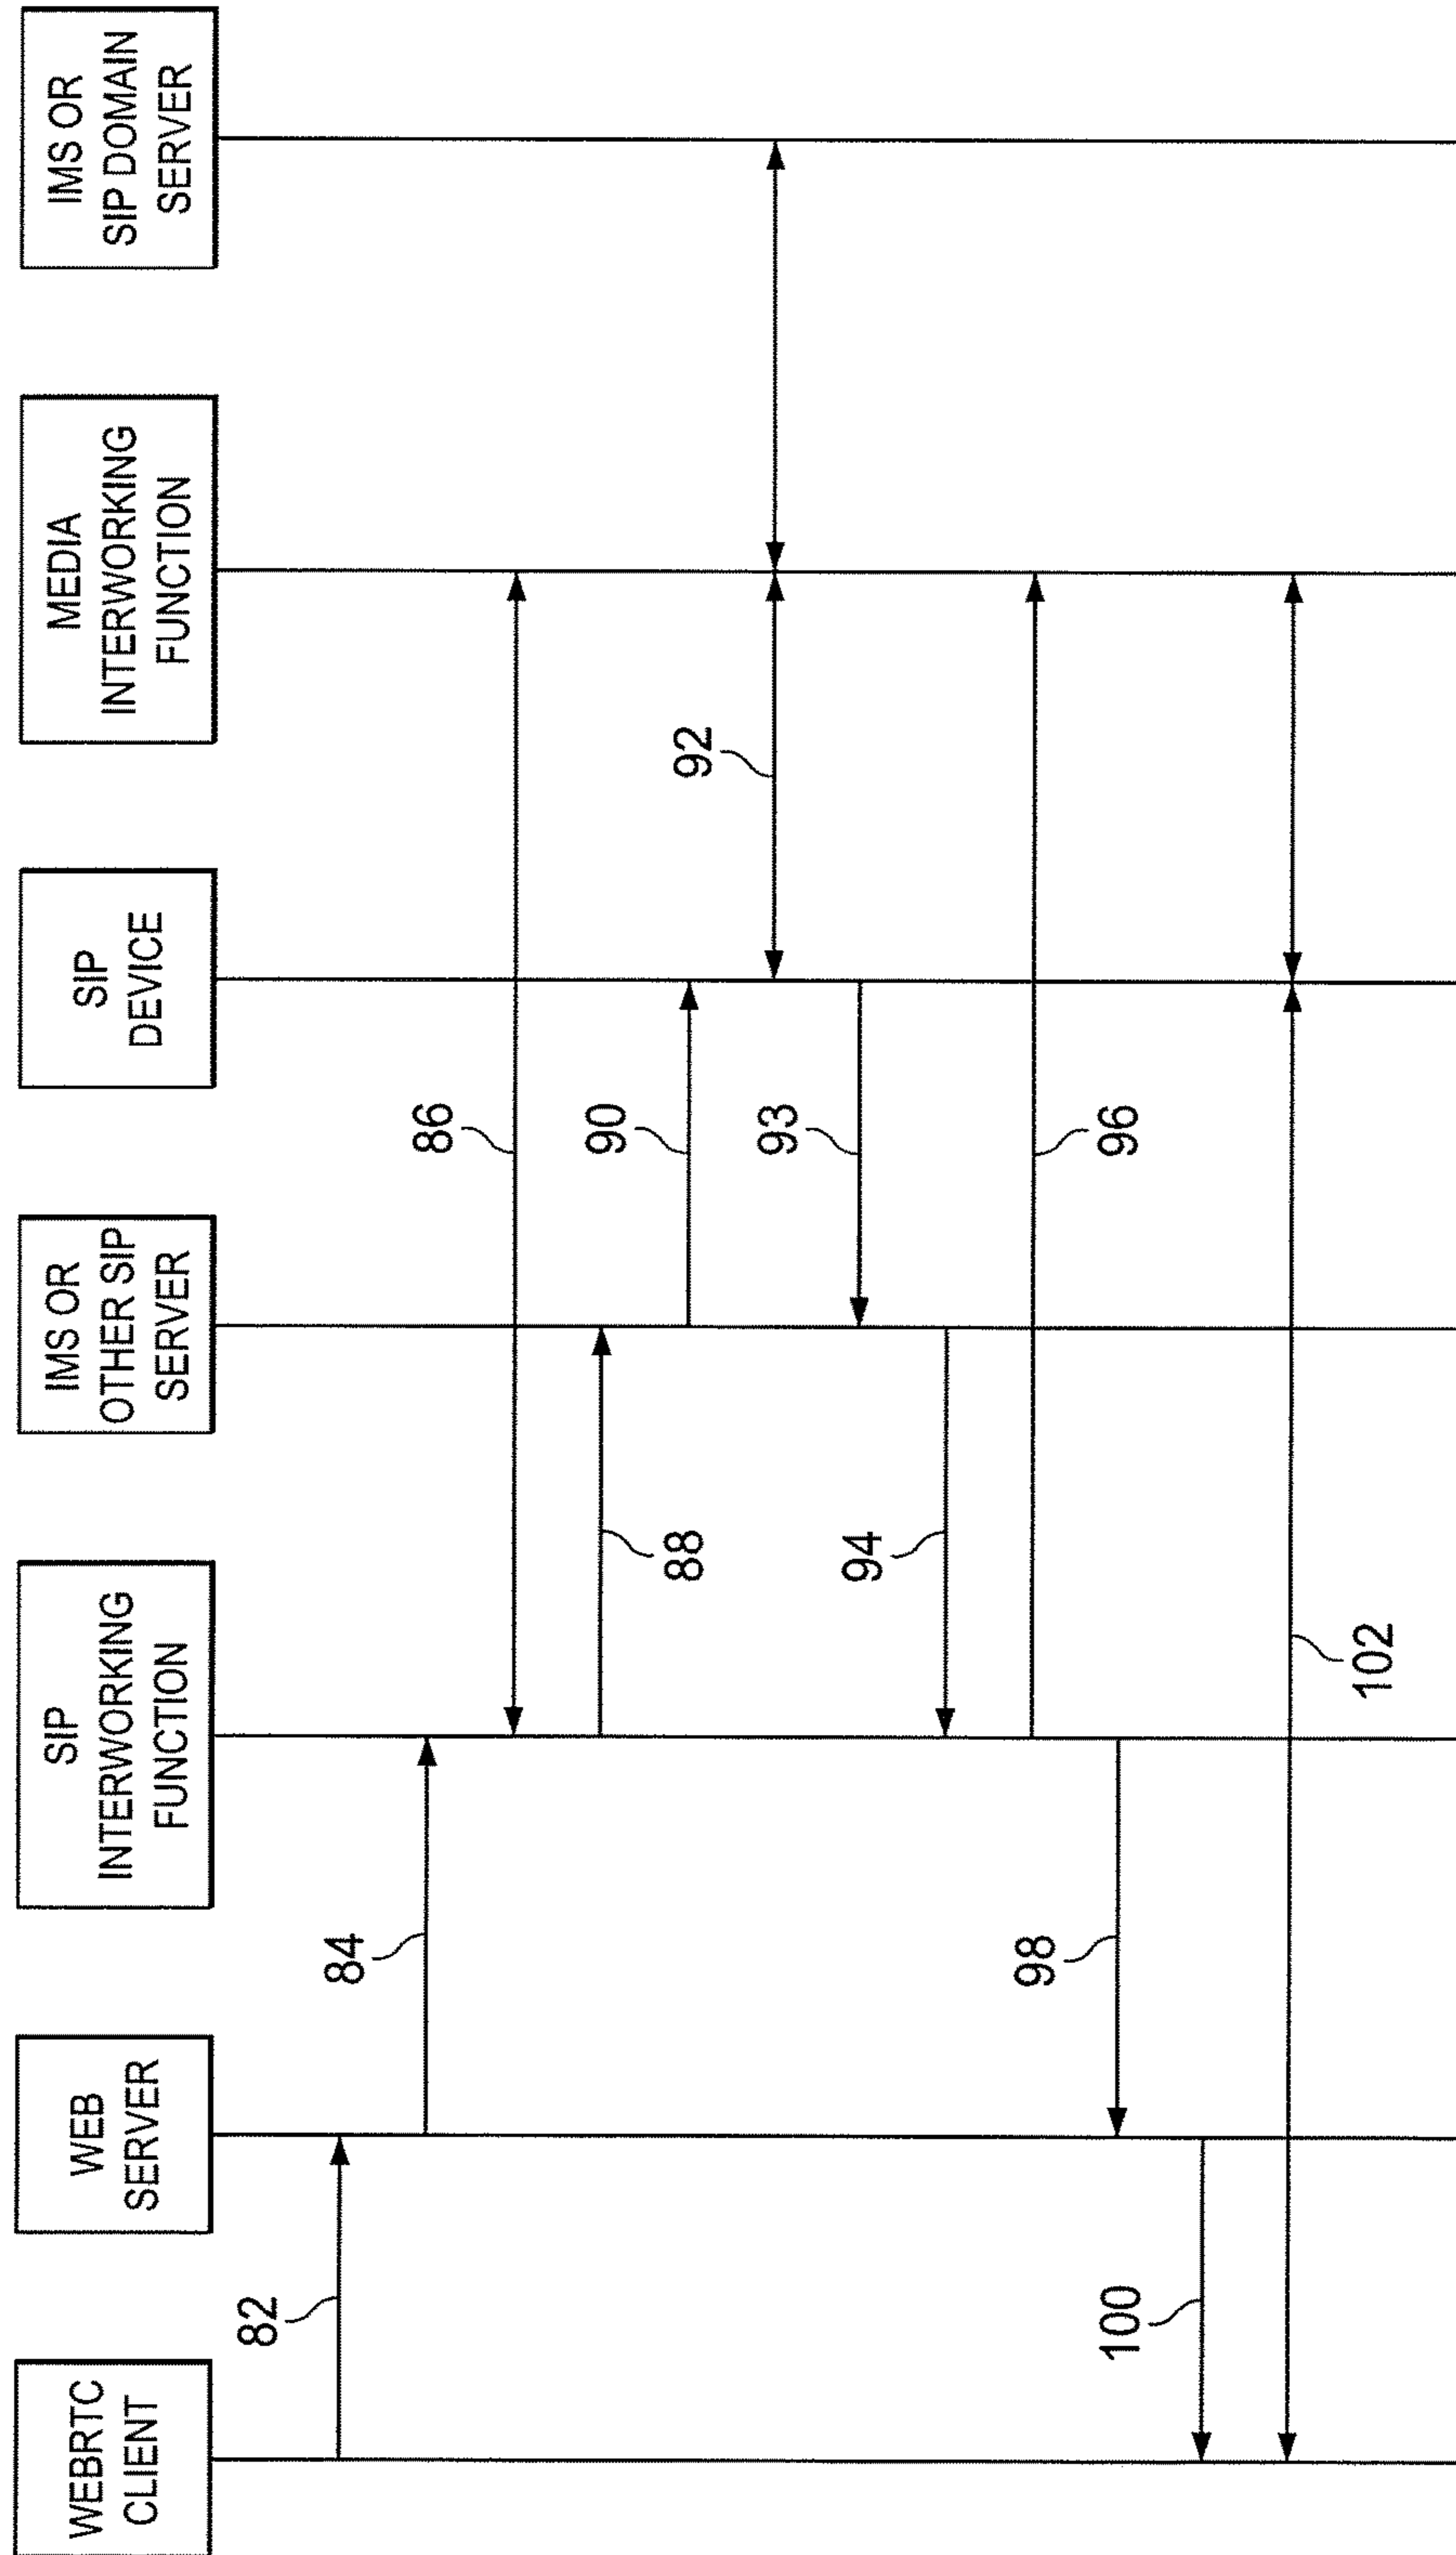 WEBRTC
CLIENT
WEB
SERVER
SIP
INTERWORKING
FUNCTION
IMS OR
OTHER SIP
SERVER
SIP
DEVICE
MEDIA
INTERWORKING
FUNCTION
IMS OR
SIP DOMAIN
SERVER
82
84
86
88
90
92
93
94
96
98
100
102